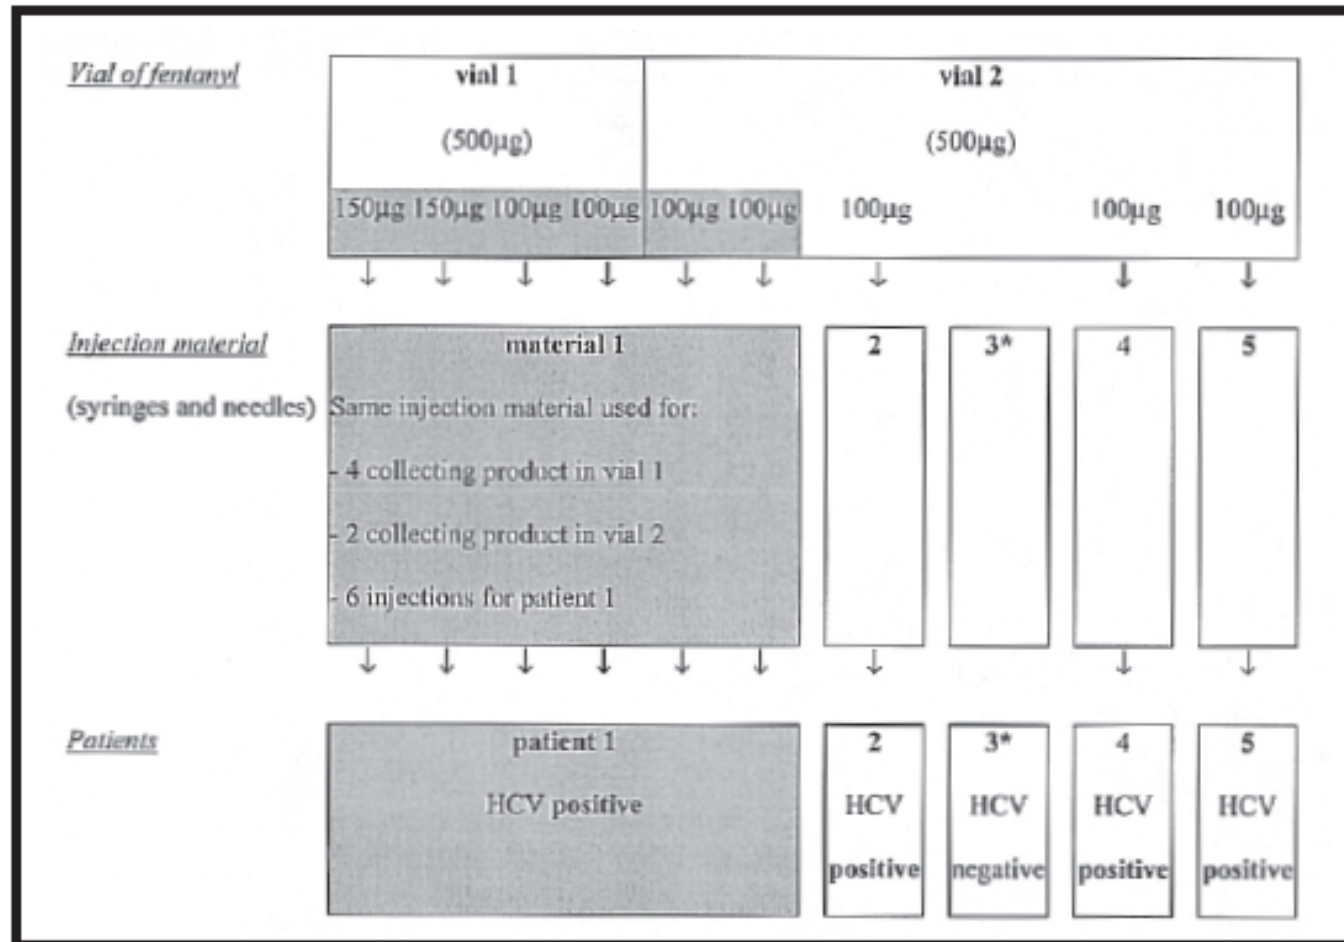 Vial of fentanyl vial 1 vial 2
(500µg) (500µg)
150µg 150µg 100µg 100µg 100µg 100µg 100µg 100µg 100µg
↓ ↓ ↓ ↓ ↓ ↓ ↓ ↓ ↓
Injection material material 1 2 3* 4 5
(syringes and needles) Same injection material used for:
- 4 collecting product in vial 1
- 2 collecting product in vial 2
- 6 injections for patient 1
↓ ↓ ↓ ↓ ↓ ↓ ↓ ↓ ↓
Patients patient 1 2 3* 4 5
HCV positive HCV HCV HCV HCV
positive negative positive positive